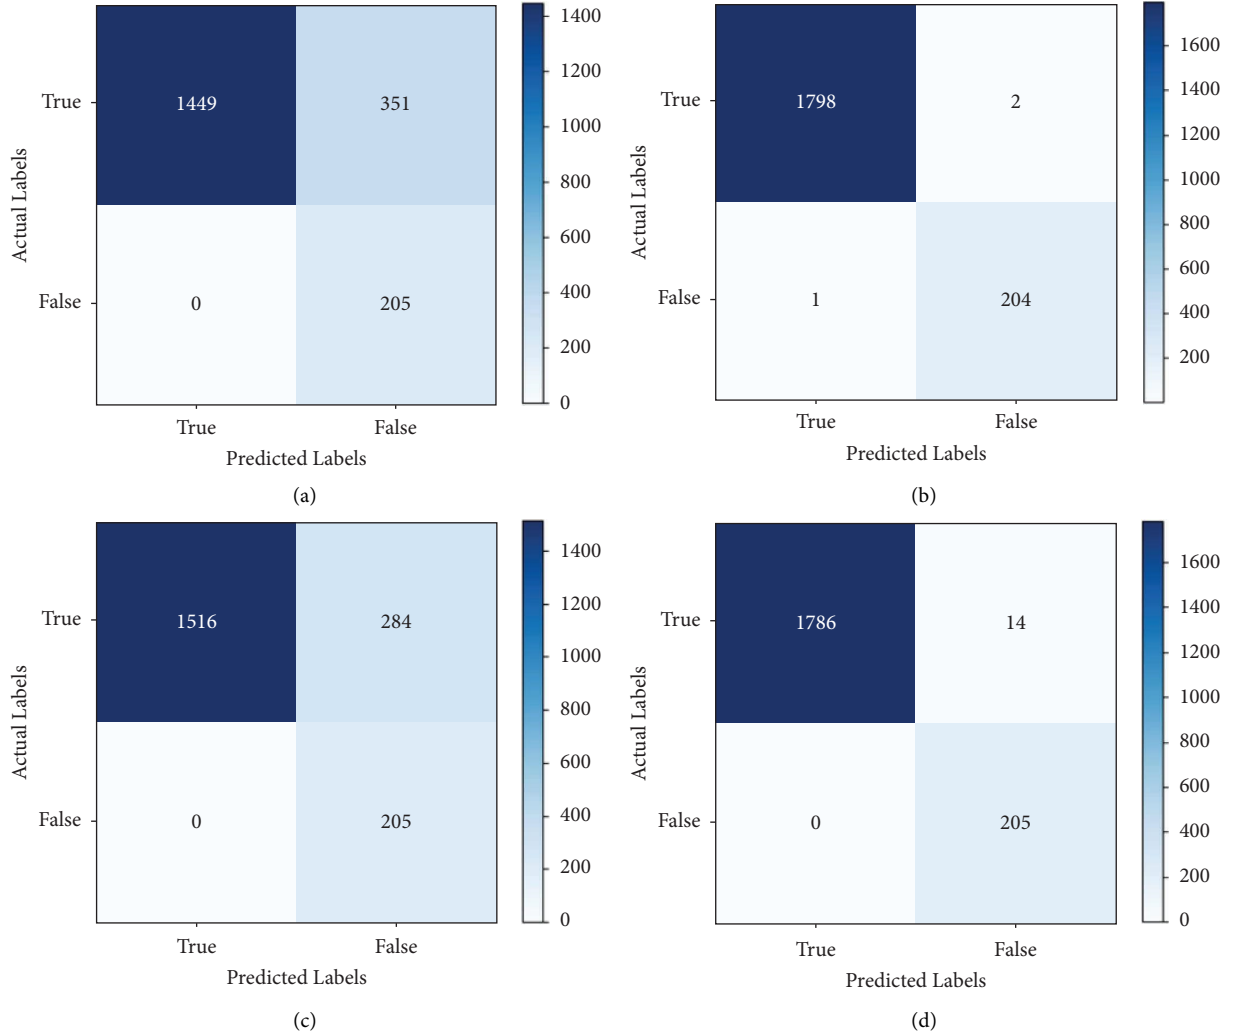 1400
1200
1000
800
600
400
200
0
True
1449
351
False
0
205
Actual Labels
True
False
Predicted Labels
(a)
1600
1400
1200
1000
800
600
400
200
True
1798
2
False
1
204
Actual Labels
True
False
Predicted Labels
(b)
1400
1200
1000
800
600
400
200
0
True
1516
284
False
0
205
Actual Labels
True
False
Predicted Labels
(c)
1600
1400
1200
1000
800
600
400
200
0
True
1786
14
False
0
205
Actual Labels
True
False
Predicted Labels
(d)